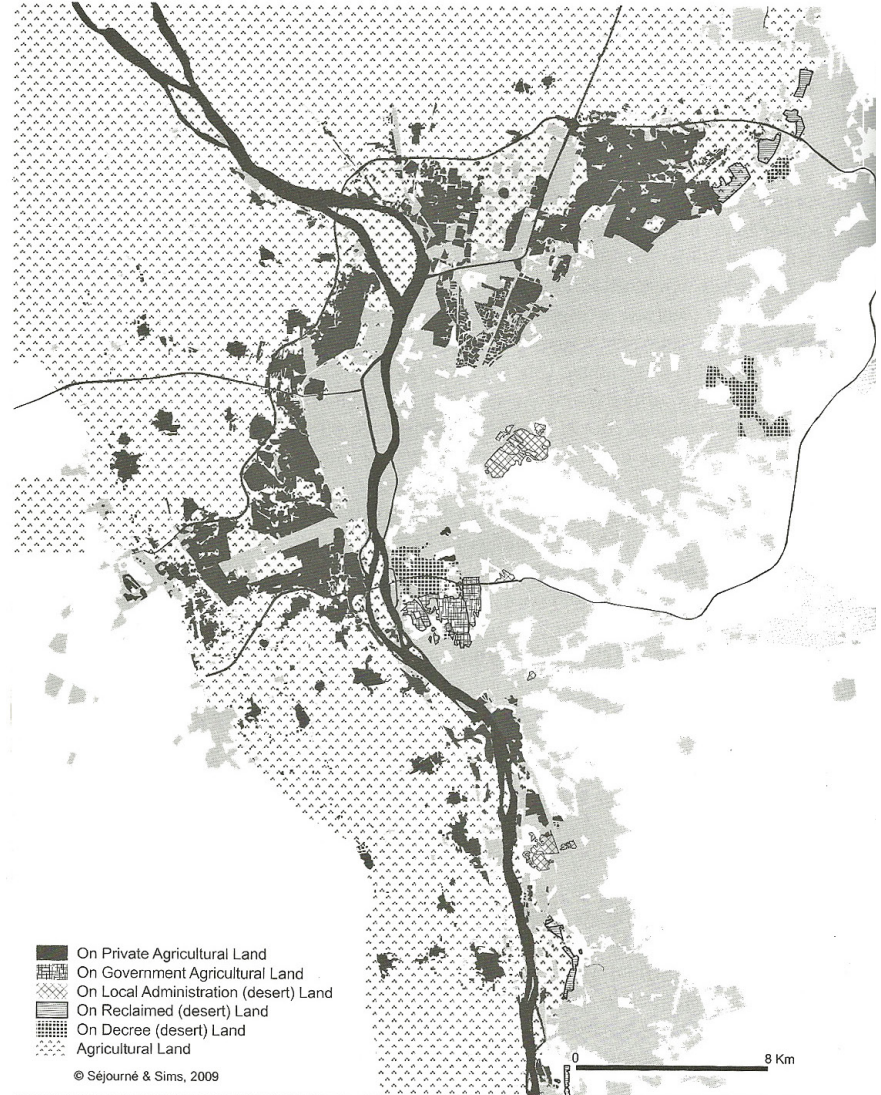 On Private Agricultural Land
On Government Agricultural Land
On Local Administration (desert) Land
On Reclaimed (desert) Land
On Decree (desert) Land
Agricultural Land
© Séjourné & Sims, 2009
0 8 Km